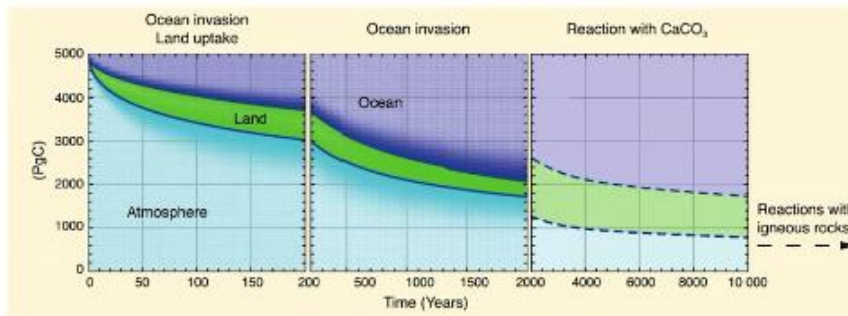 Ocean invasion
Land uptake
Ocean invasion
Reaction with CaCO₃
5000
4000
3000
2000
1000
0
(PgC)
Ocean
Land
Atmosphere
Reactions with
igneous rocks
0 50 100 150 200 500 1000 1500 2000 4000 6000 8000 10 000
Time (Years)